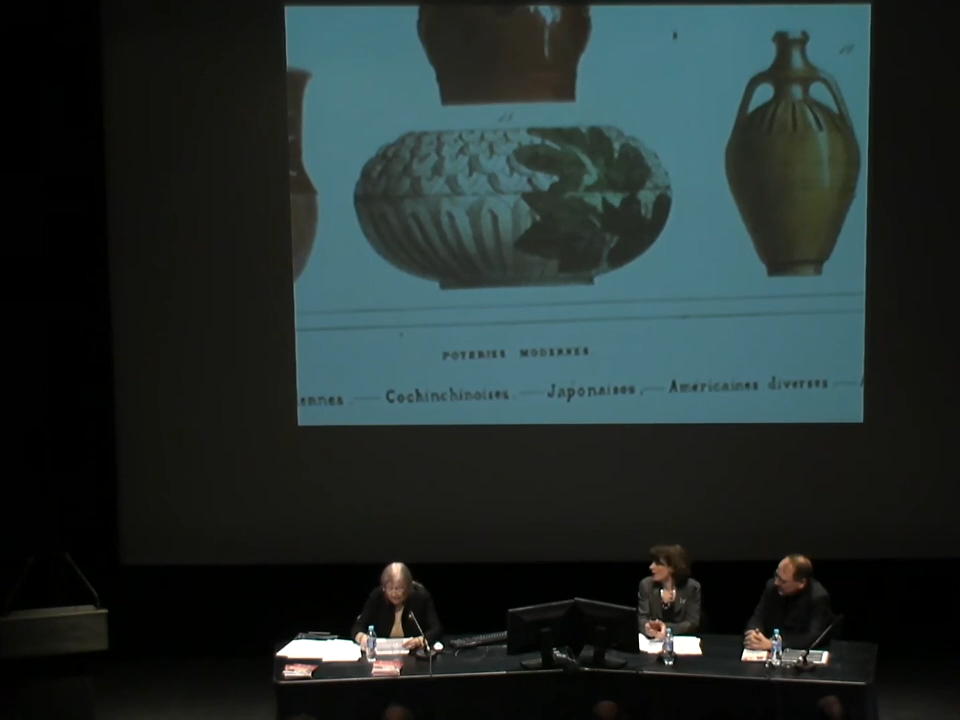 POTERIES MODERNES
ennes — Cochinchinoises. — Japonaises. — Américaines diverses —